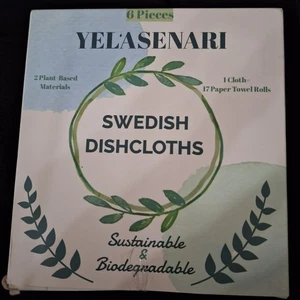 6 Pieces
YELASENARI
2 Plant-Based
Materials
1 Cloth=
17 Paper Towel Rolls
SWEDISH
DISHCLOTHS
Sustainable
&
Biodegradable